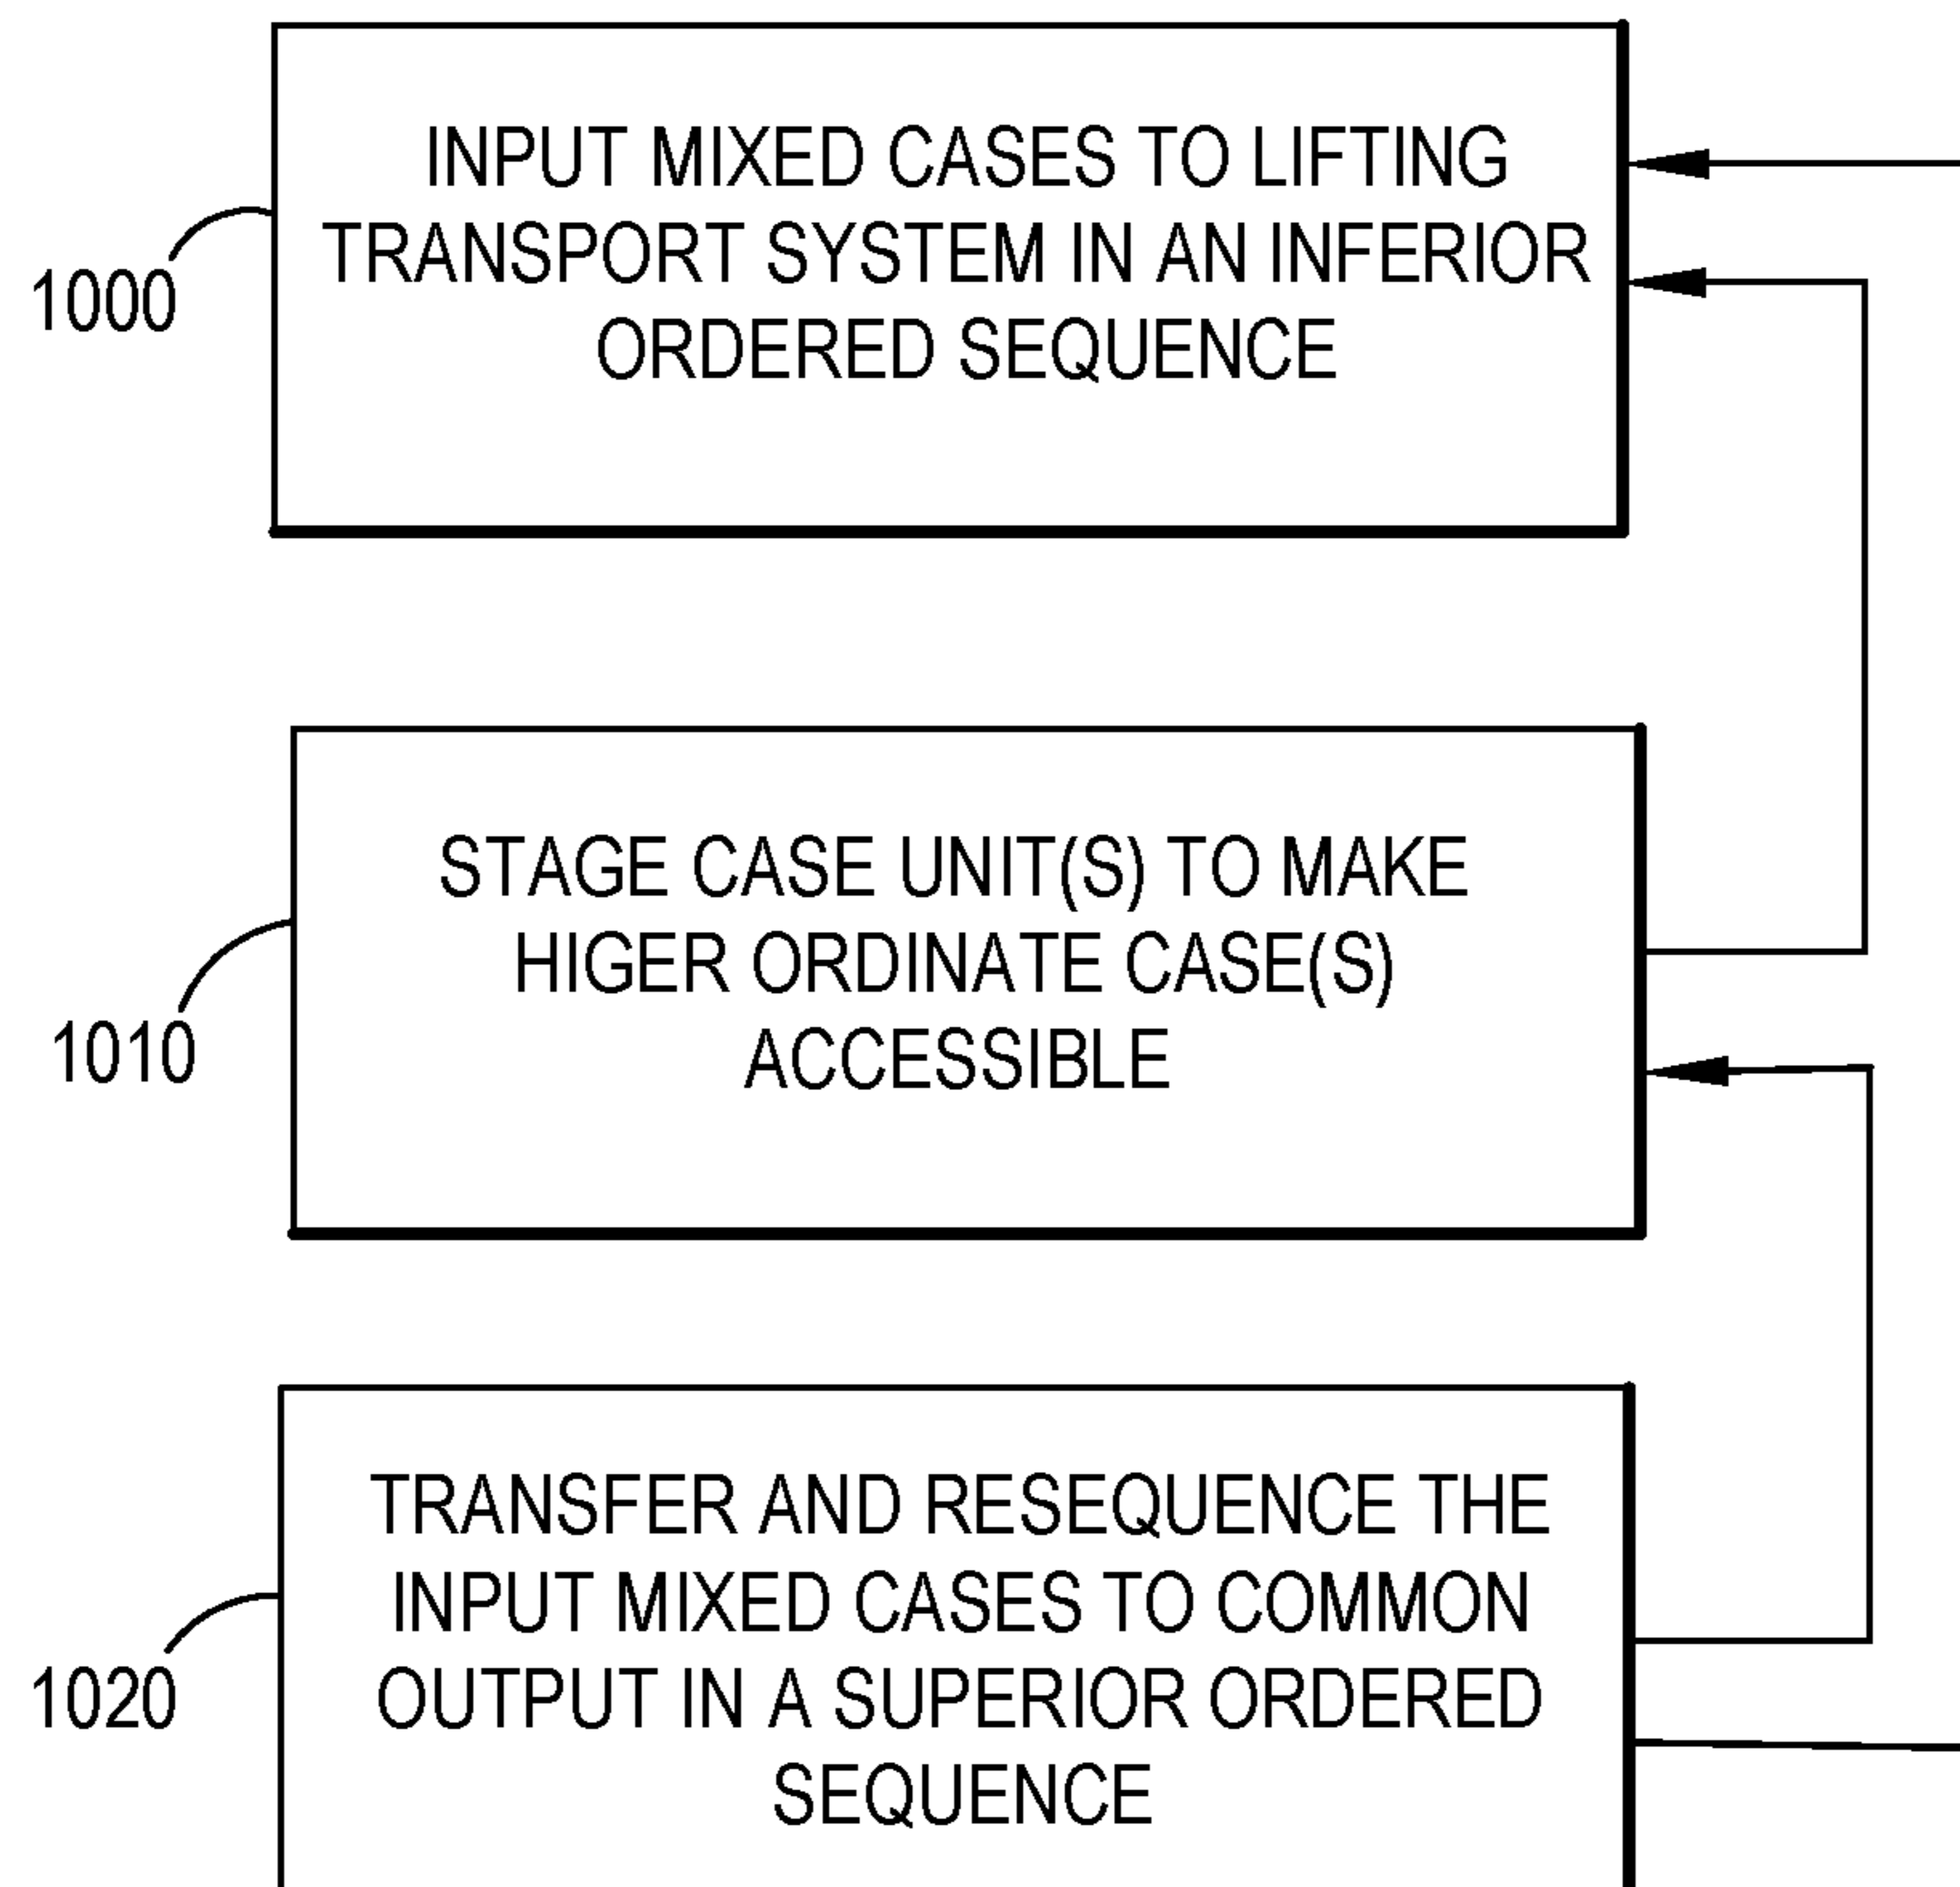 INPUT MIXED CASES TO LIFTING
TRANSPORT SYSTEM IN AN INFERIOR
ORDERED SEQUENCE
1000
STAGE CASE UNIT(S) TO MAKE
HIGER ORDINATE CASE(S)
ACCESSIBLE
1010
TRANSFER AND RESEQUENCE THE
INPUT MIXED CASES TO COMMON
OUTPUT IN A SUPERIOR ORDERED
SEQUENCE
1020